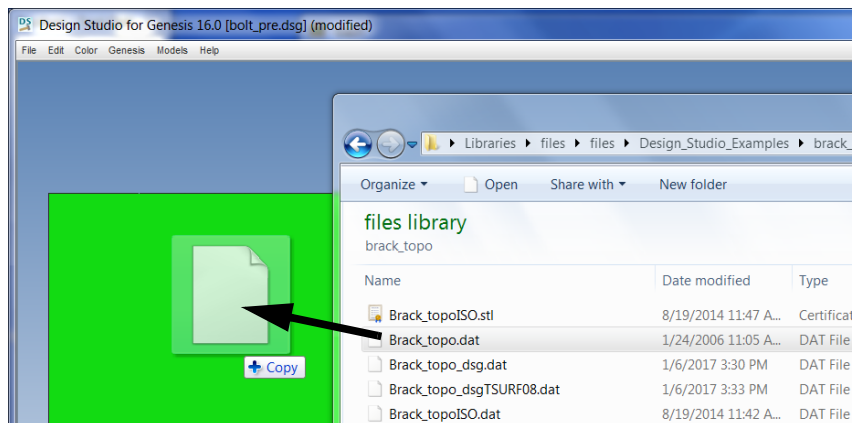 DS Design Studio for Genesis 16.0 [bolt_pre.dsg] (modified)
File Edit Color Genesis Models Help
Libraries files files Design_Studio_Examples brack_
Organize Open Share with New folder
files library
brack_topo
Name Date modified Type
Brack_topoISO.stl 8/19/2014 11:47 A... Certificat
Brack_topo.dat 1/24/2006 11:05 A... DAT File
Brack_topo_dsg.dat 1/6/2017 3:30 PM DAT File
Brack_topo_dsgTSURF08.dat 1/6/2017 3:33 PM DAT File
Copy
Brack_topoISO.dat 8/19/2014 11:42 A... DAT File